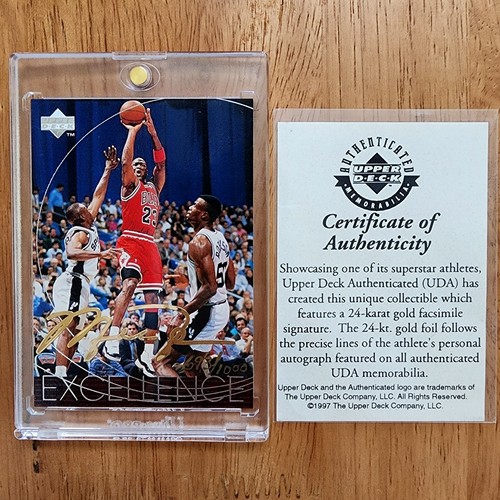 UPPER
DECK
TM
BULLS
23
EXCELLENCE
/1000
AUTHENTICATED
UPPER
D·E·C·K
MEMORABILIA
Certificate of
Authenticity
Showcasing one of its superstar athletes,
Upper Deck Authenticated (UDA) has
created this unique collectible which
features a 24-karat gold facsimile
signature. The 24-kt. gold foil follows
the precise lines of the athlete's personal
autograph featured on all authenticated
UDA memorabilia.
Upper Deck and the Authenticated logo are trademarks of
The Upper Deck Company, LLC. All Rights Reserved.
©1997 The Upper Deck Company, LLC.